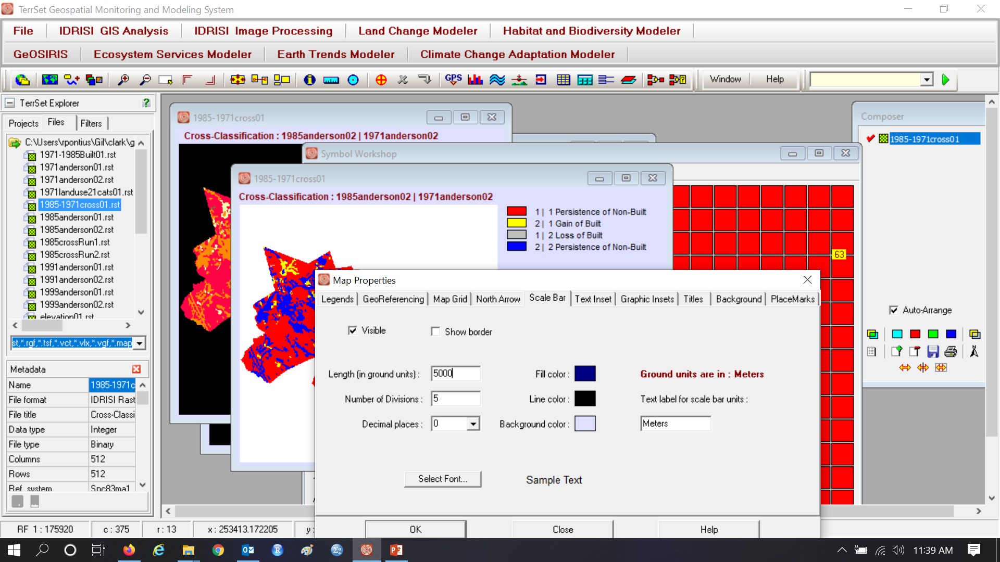 TerrSet Geospatial Monitoring and Modeling System
File IDRISI GIS Analysis IDRISI Image Processing Land Change Modeler Habitat and Biodiversity Modeler
GeOSIRIS Ecosystem Services Modeler Earth Trends Modeler Climate Change Adaptation Modeler
GPS Window Help
TerrSet Explorer ?
Projects Files Filters
C:\Users\rpontius\Gil\clark\g
1971-1985Built01.rst
1971anderson01.rst
1971anderson02.rst
1971landuse21cats01.rst
1985-1971cross01.rst
1985anderson01.rst
1985anderson02.rst
1985crossRun1.rst
1985crossRun2.rst
1991anderson01.rst
1991anderson02.rst
1999anderson01.rst
1999anderson02.rst
elevation01.rst
st,*.rgf,*.tsf,*.vct,*.vlx,*.vgf,*.map
Metadata
Name 1985-1971c
File format IDRISI Rast
File title Cross-Classi
Data type Integer
File type Binary
Columns 512
Rows 512
Ref. system Spc83ma1
1985-1971cross01
Cross-Classification : 1985anderson02 | 1971anderson02
Symbol Workshop
63
1985-1971cross01
Cross-Classification : 1985anderson02 | 1971anderson02
1 | 1 Persistence of Non-Built
2 | 1 Gain of Built
1 | 2 Loss of Built
2 | 2 Persistence of Non-Built
Composer
1985-1971cross01
Auto-Arrange
Map Properties
Legends GeoReferencing Map Grid North Arrow Scale Bar Text Inset Graphic Insets Titles Background PlaceMarks
Visible Show border
Length (in ground units) : 5000 Fill color : Ground units are in : Meters
Number of Divisions : 5 Line color : Text label for scale bar units :
Decimal places : 0 Background color : Meters
Select Font... Sample Text
OK Close Help
RF 1 : 175920 c : 375 r : 13 x : 253413.172205 y :
11:39 AM